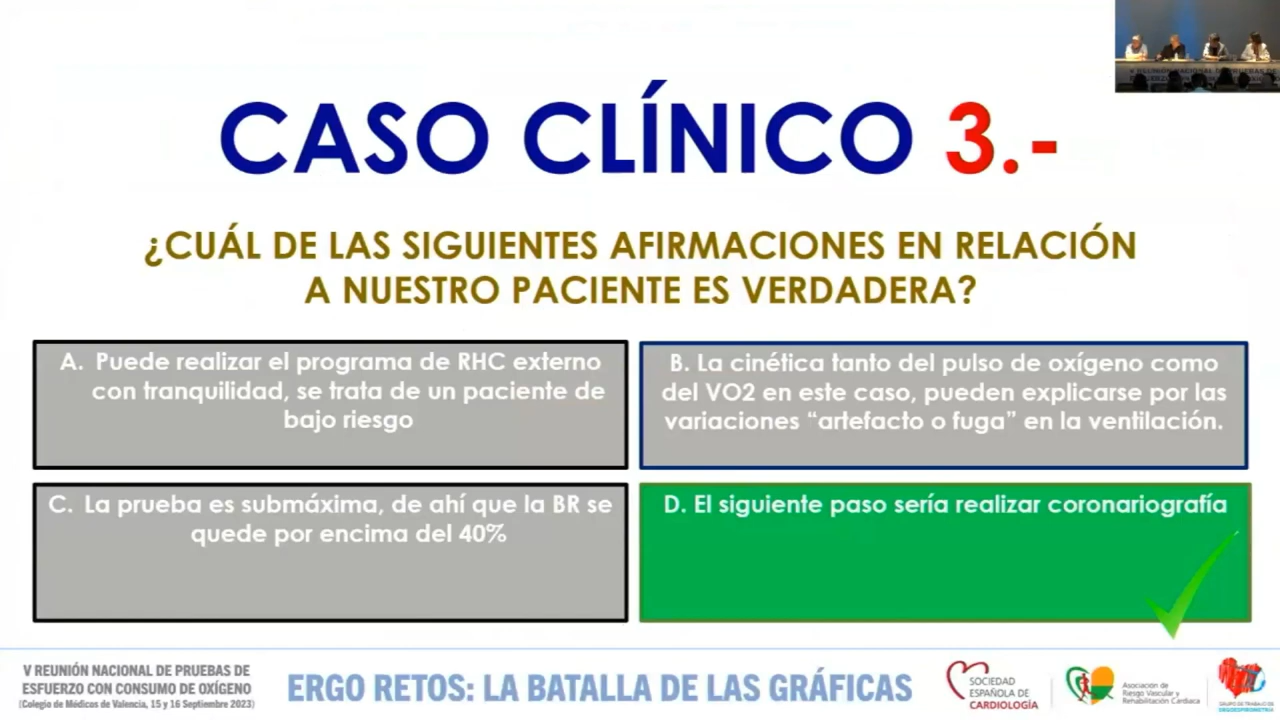 CASO CLÍNICO 3.-
¿CUÁL DE LAS SIGUIENTES AFIRMACIONES EN RELACIÓN
A NUESTRO PACIENTE ES VERDADERA?
A. Puede realizar el programa de RHC externo
con tranquilidad, se trata de un paciente de
bajo riesgo
B. La cinética tanto del pulso de oxígeno como
del VO2 en este caso, pueden explicarse por las
variaciones “artefacto o fuga” en la ventilación.
C. La prueba es submáxima, de ahí que la BR se
quede por encima del 40%
D. El siguiente paso sería realizar coronariografía
V REUNIÓN NACIONAL DE PRUEBAS DE
ESFUERZO CON CONSUMO DE OXÍGENO
(Colegio de Médicos de Valencia, 15 y 16 Septiembre 2023)
ERGO RETOS: LA BATALLA DE LAS GRÁFICAS
SOCIEDAD
ESPAÑOLA DE
CARDIOLOGÍA
Asociación de
Riesgo Vascular y
Rehabilitación Cardiaca
GRUPO DE TRABAJO DE
ERGOESPIROMETRÍA